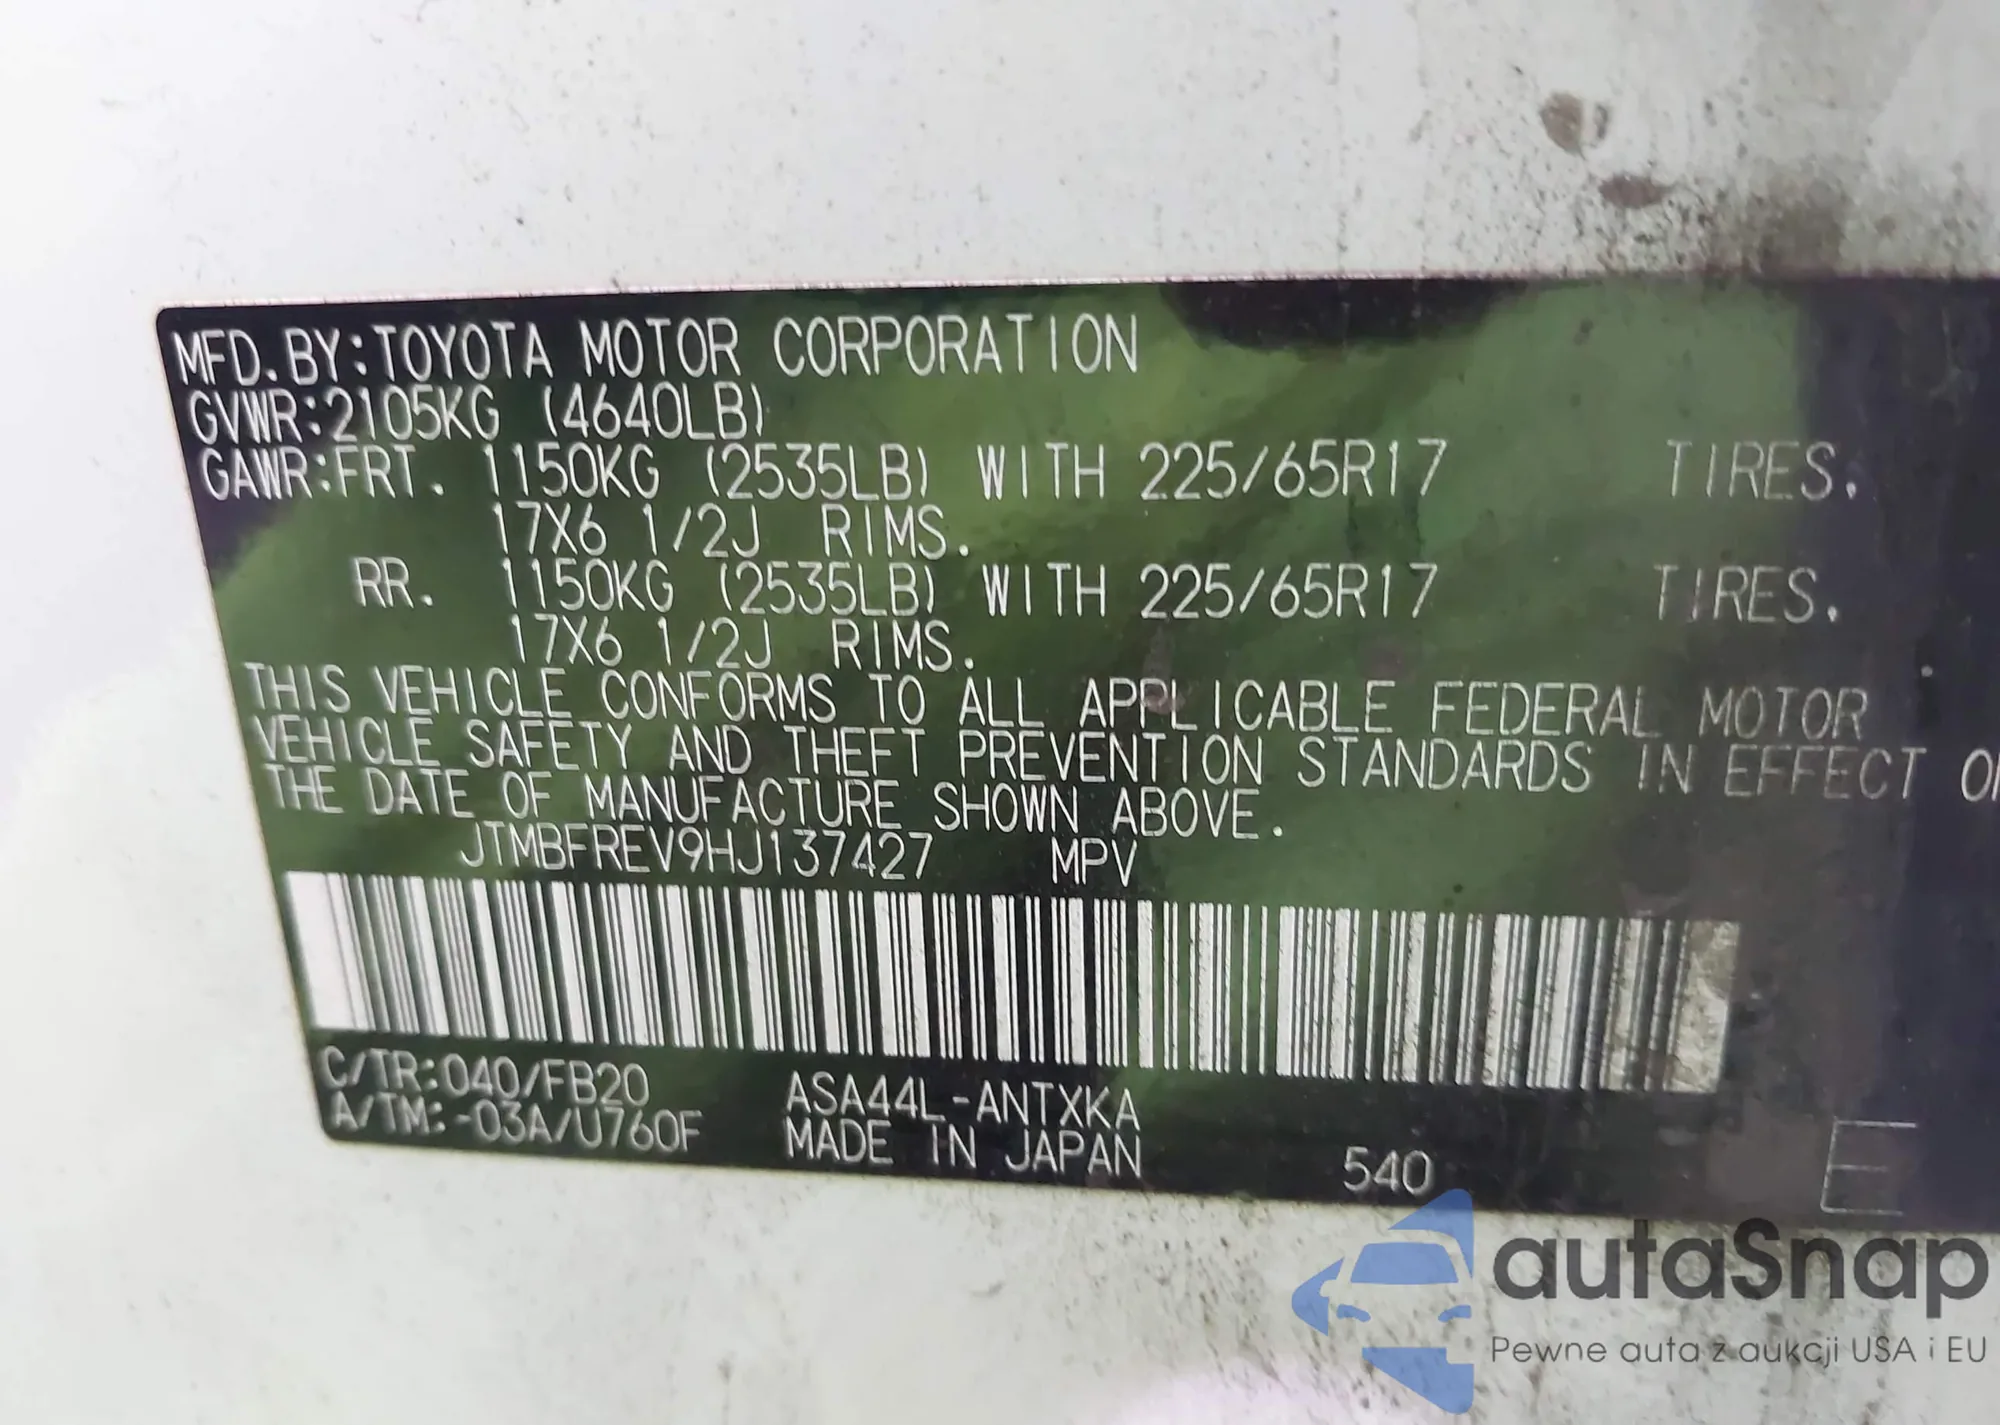 MFD.BY:TOYOTA MOTOR CORPORATION
GVWR:2105KG (4640LB)
GAWR:FRT. 1150KG (2535LB) WITH 225/65R17 TIRES.
17X6 1/2J RIMS.
RR. 1150KG (2535LB) WITH 225/65R17 TIRES.
17X6 1/2J RIMS.
THIS VEHICLE CONFORMS TO ALL APPLICABLE FEDERAL MOTOR
VEHICLE SAFETY AND THEFT PREVENTION STANDARDS IN EFFECT
THE DATE OF MANUFACTURE SHOWN ABOVE.
JTMBFREV9HJ137427 MPV
C/TR:040/FB20 ASA44L-ANTXKA
A/TM:-03A/U760F MADE IN JAPAN 540 E
autaSnap
Pewne auta z aukcji USA i EU